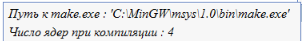 Путь к make.exe : 'C:\MinGW\msys\1.0\bin\make.exe'
Число ядер при компиляции : 4